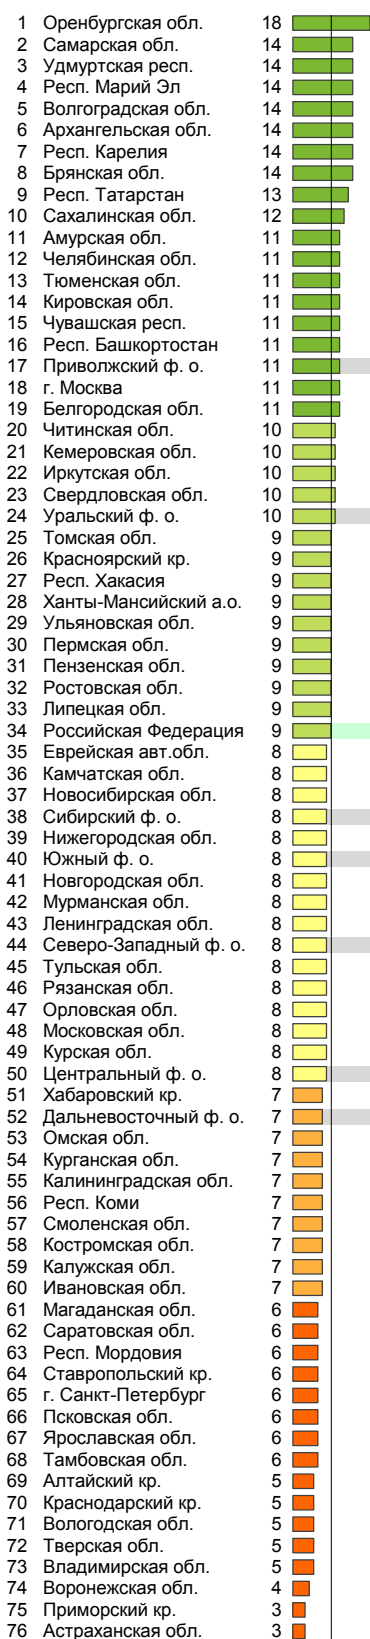 1 Оренбургская обл. 18
2 Самарская обл. 14
3 Удмуртская респ. 14
4 Респ. Марий Эл 14
5 Волгоградская обл. 14
6 Архангельская обл. 14
7 Респ. Карелия 14
8 Брянская обл. 14
9 Респ. Татарстан 13
10 Сахалинская обл. 12
11 Амурская обл. 11
12 Челябинская обл. 11
13 Тюменская обл. 11
14 Кировская обл. 11
15 Чувашская респ. 11
16 Респ. Башкортостан 11
17 Приволжский ф. о. 11
18 г. Москва 11
19 Белгородская обл. 11
20 Читинская обл. 10
21 Кемеровская обл. 10
22 Иркутская обл. 10
23 Свердловская обл. 10
24 Уральский ф. о. 10
25 Томская обл. 9
26 Красноярский кр. 9
27 Респ. Хакасия 9
28 Ханты-Мансийский а.о. 9
29 Ульяновская обл. 9
30 Пермская обл. 9
31 Пензенская обл. 9
32 Ростовская обл. 9
33 Липецкая обл. 9
34 Российская Федерация 9
35 Еврейская авт.обл. 8
36 Камчатская обл. 8
37 Новосибирская обл. 8
38 Сибирский ф. о. 8
39 Нижегородская обл. 8
40 Южный ф. о. 8
41 Новгородская обл. 8
42 Мурманская обл. 8
43 Ленинградская обл. 8
44 Северо-Западный ф. о. 8
45 Тульская обл. 8
46 Рязанская обл. 8
47 Орловская обл. 8
48 Московская обл. 8
49 Курская обл. 8
50 Центральный ф. о. 8
51 Хабаровский кр. 7
52 Дальневосточный ф. о. 7
53 Омская обл. 7
54 Курганская обл. 7
55 Калининградская обл. 7
56 Респ. Коми 7
57 Смоленская обл. 7
58 Костромская обл. 7
59 Калужская обл. 7
60 Ивановская обл. 7
61 Магаданская обл. 6
62 Саратовская обл. 6
63 Респ. Мордовия 6
64 Ставропольский кр. 6
65 г. Санкт-Петербург 6
66 Псковская обл. 6
67 Ярославская обл. 6
68 Тамбовская обл. 6
69 Алтайский кр. 5
70 Краснодарский кр. 5
71 Вологодская обл. 5
72 Тверская обл. 5
73 Владимирская обл. 5
74 Воронежская обл. 4
75 Приморский кр. 3
76 Астраханская обл. 3